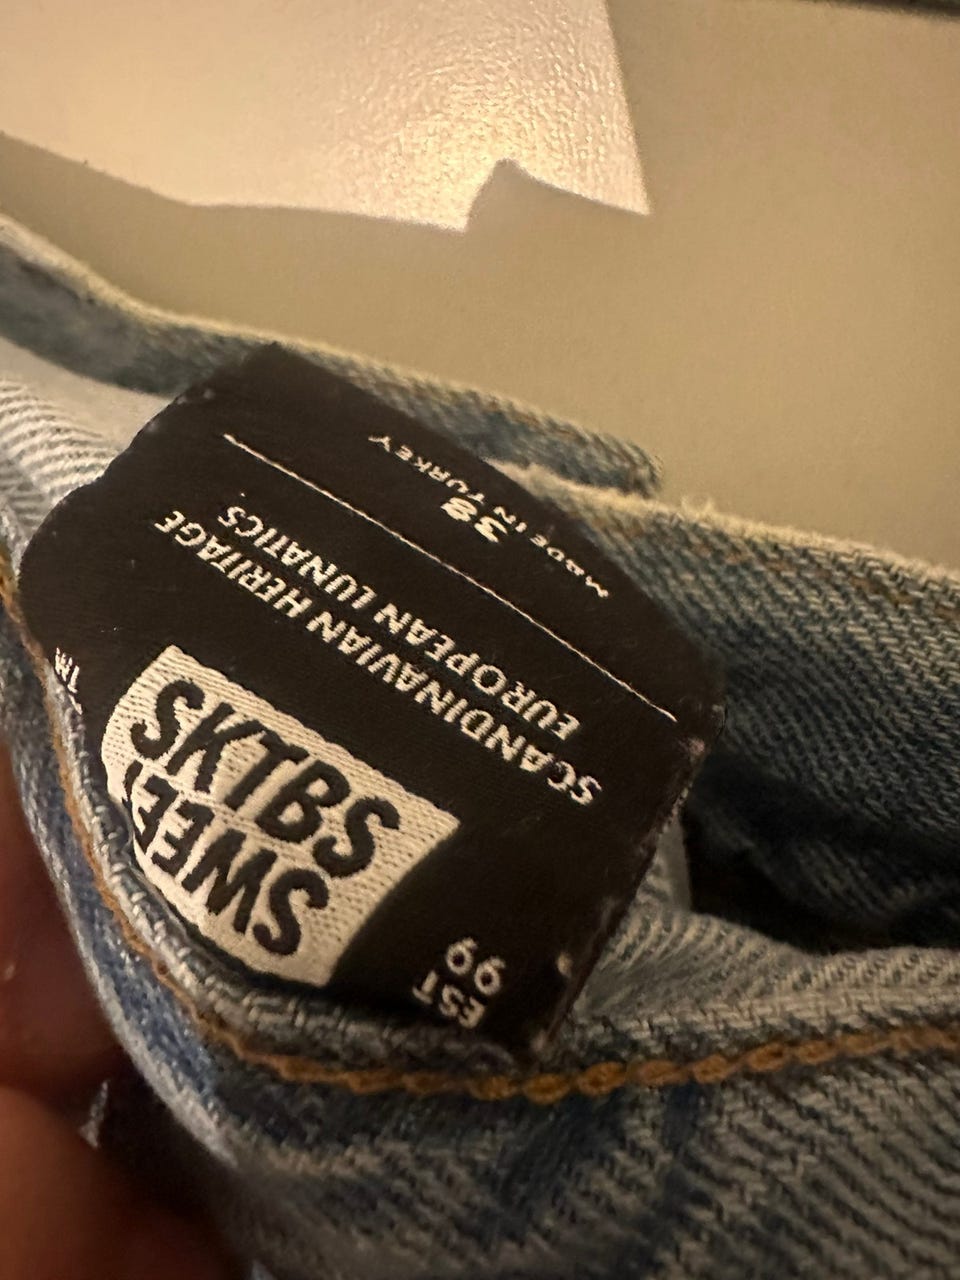 EST
99
SWEET
SKTBS
TM
SCANDINAVIAN HERITAGE
EUROPEAN LUNATICS
38
MADE IN TURKEY